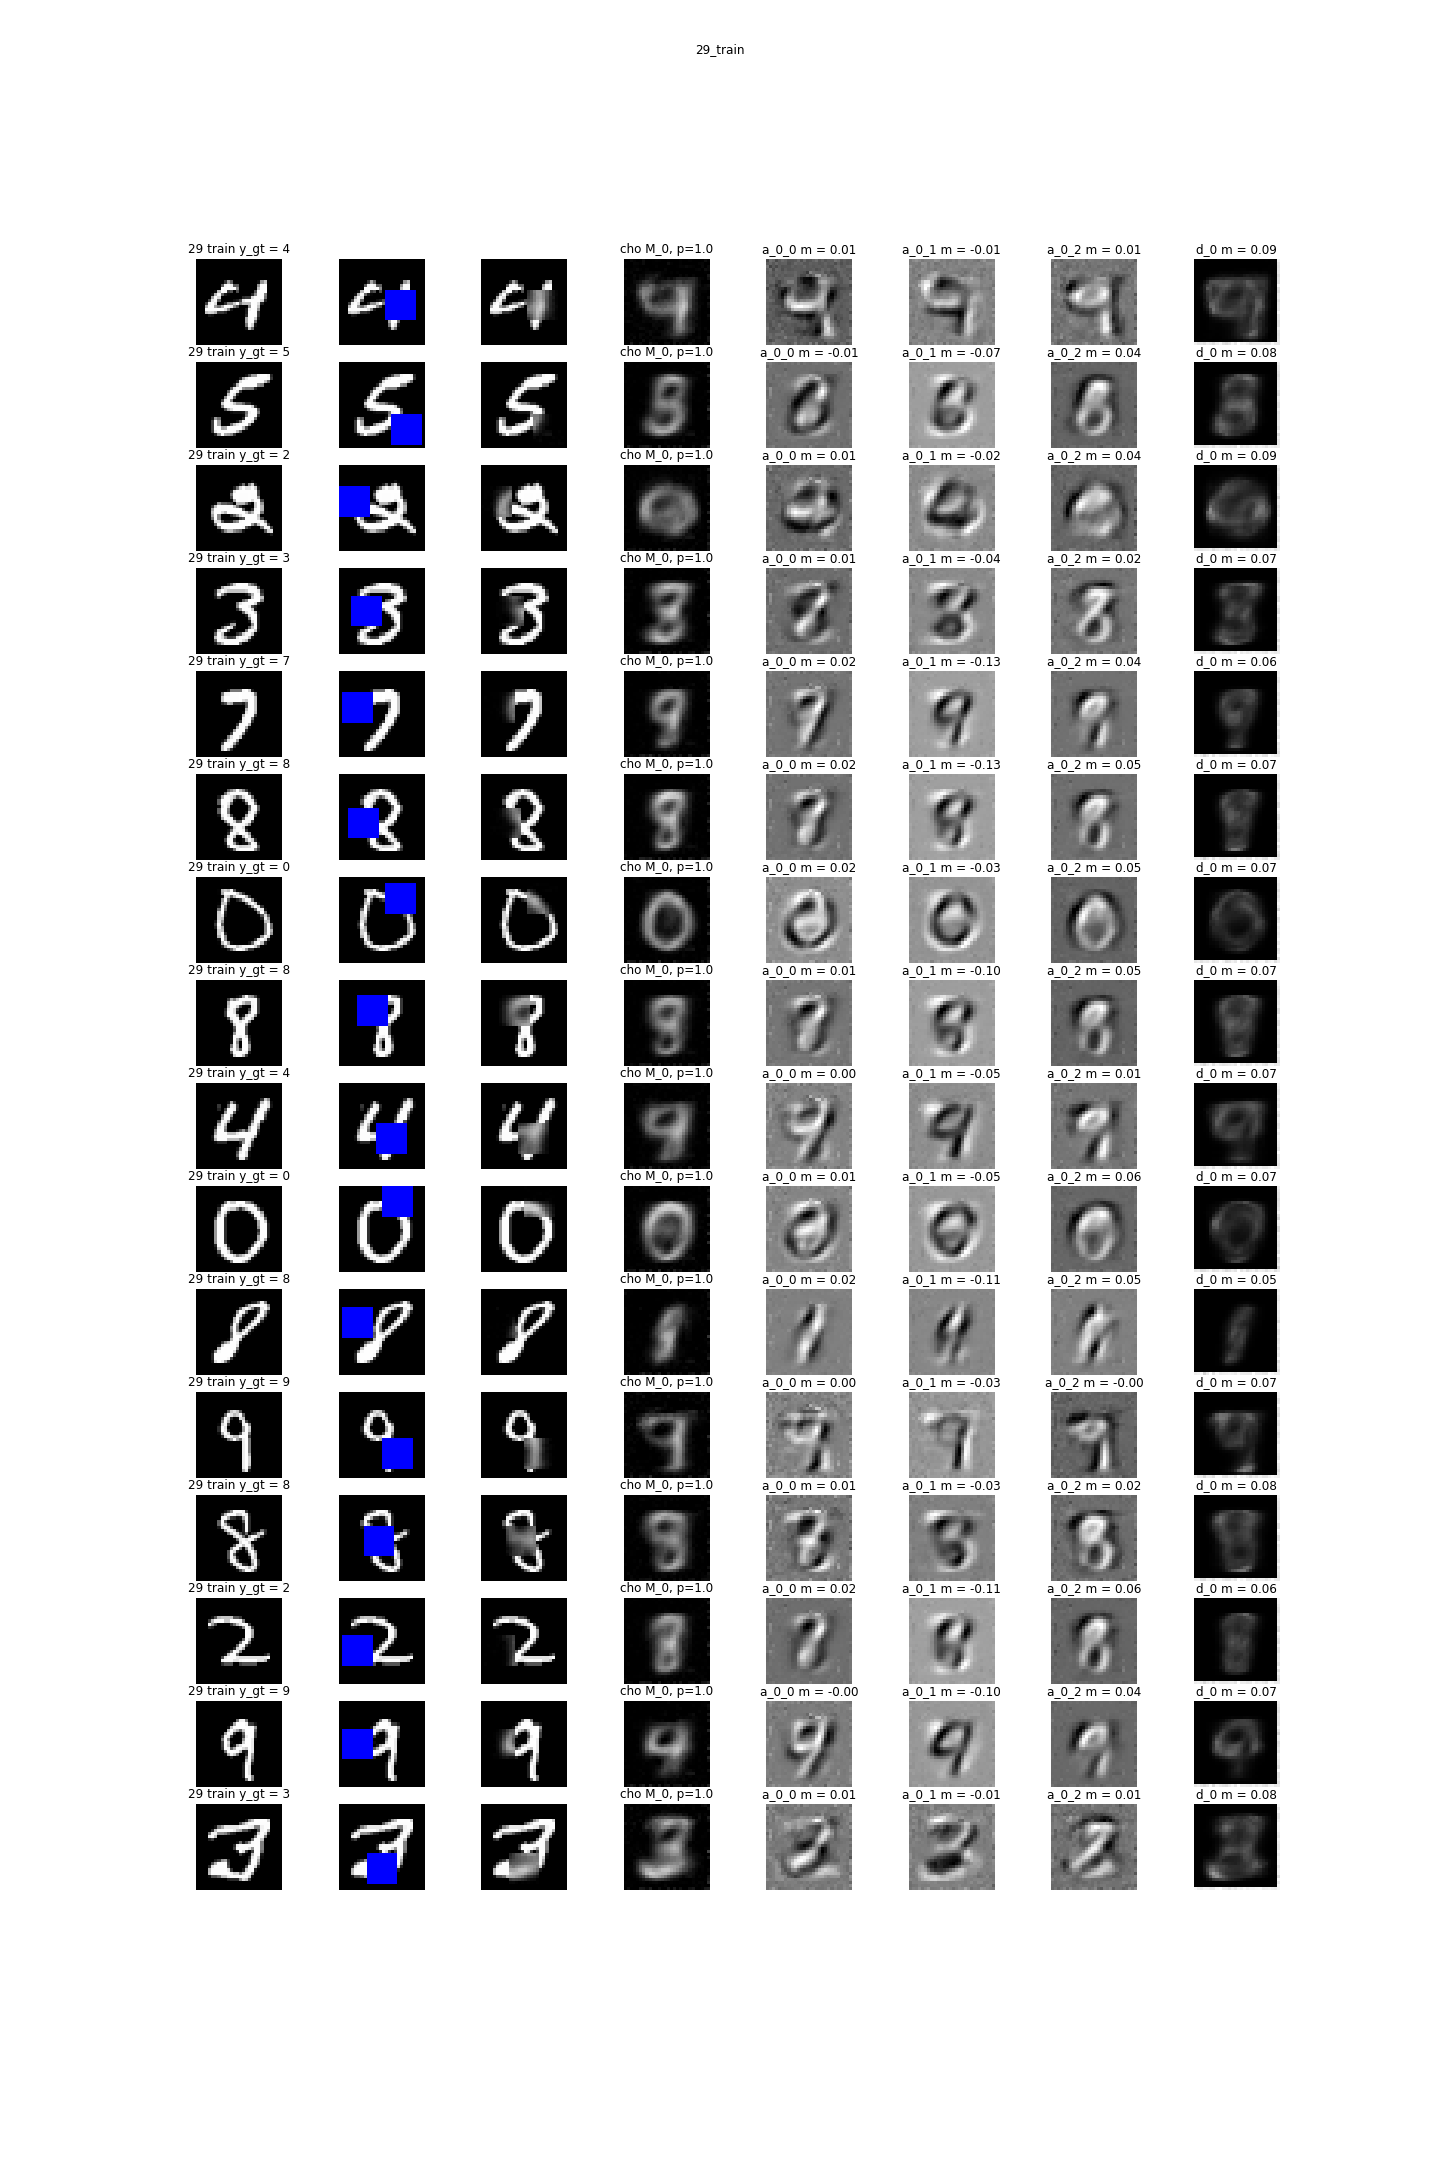 29_train
29 train y_gt = 4 cho M_0, p=1.0 a_0_0 m = 0.01 a_0_1 m = -0.01 a_0_2 m = 0.01 d_0 m = 0.09
29 train y_gt = 5 cho M_0, p=1.0 a_0_0 m = -0.01 a_0_1 m = -0.07 a_0_2 m = 0.04 d_0 m = 0.08
29 train y_gt = 2 cho M_0, p=1.0 a_0_0 m = 0.01 a_0_1 m = -0.02 a_0_2 m = 0.04 d_0 m = 0.09
29 train y_gt = 3 cho M_0, p=1.0 a_0_0 m = 0.01 a_0_1 m = -0.04 a_0_2 m = 0.02 d_0 m = 0.07
29 train y_gt = 7 cho M_0, p=1.0 a_0_0 m = 0.02 a_0_1 m = -0.13 a_0_2 m = 0.04 d_0 m = 0.06
29 train y_gt = 8 cho M_0, p=1.0 a_0_0 m = 0.02 a_0_1 m = -0.13 a_0_2 m = 0.05 d_0 m = 0.07
29 train y_gt = 0 cho M_0, p=1.0 a_0_0 m = 0.02 a_0_1 m = -0.03 a_0_2 m = 0.05 d_0 m = 0.07
29 train y_gt = 8 cho M_0, p=1.0 a_0_0 m = 0.01 a_0_1 m = -0.10 a_0_2 m = 0.05 d_0 m = 0.07
29 train y_gt = 4 cho M_0, p=1.0 a_0_0 m = 0.00 a_0_1 m = -0.05 a_0_2 m = 0.01 d_0 m = 0.07
29 train y_gt = 0 cho M_0, p=1.0 a_0_0 m = 0.01 a_0_1 m = -0.05 a_0_2 m = 0.06 d_0 m = 0.07
29 train y_gt = 8 cho M_0, p=1.0 a_0_0 m = 0.02 a_0_1 m = -0.11 a_0_2 m = 0.05 d_0 m = 0.05
29 train y_gt = 9 cho M_0, p=1.0 a_0_0 m = 0.00 a_0_1 m = -0.03 a_0_2 m = -0.00 d_0 m = 0.07
29 train y_gt = 8 cho M_0, p=1.0 a_0_0 m = 0.01 a_0_1 m = -0.03 a_0_2 m = 0.02 d_0 m = 0.08
29 train y_gt = 2 cho M_0, p=1.0 a_0_0 m = 0.02 a_0_1 m = -0.11 a_0_2 m = 0.06 d_0 m = 0.06
29 train y_gt = 9 cho M_0, p=1.0 a_0_0 m = -0.00 a_0_1 m = -0.10 a_0_2 m = 0.04 d_0 m = 0.07
29 train y_gt = 3 cho M_0, p=1.0 a_0_0 m = 0.01 a_0_1 m = -0.01 a_0_2 m = 0.01 d_0 m = 0.08